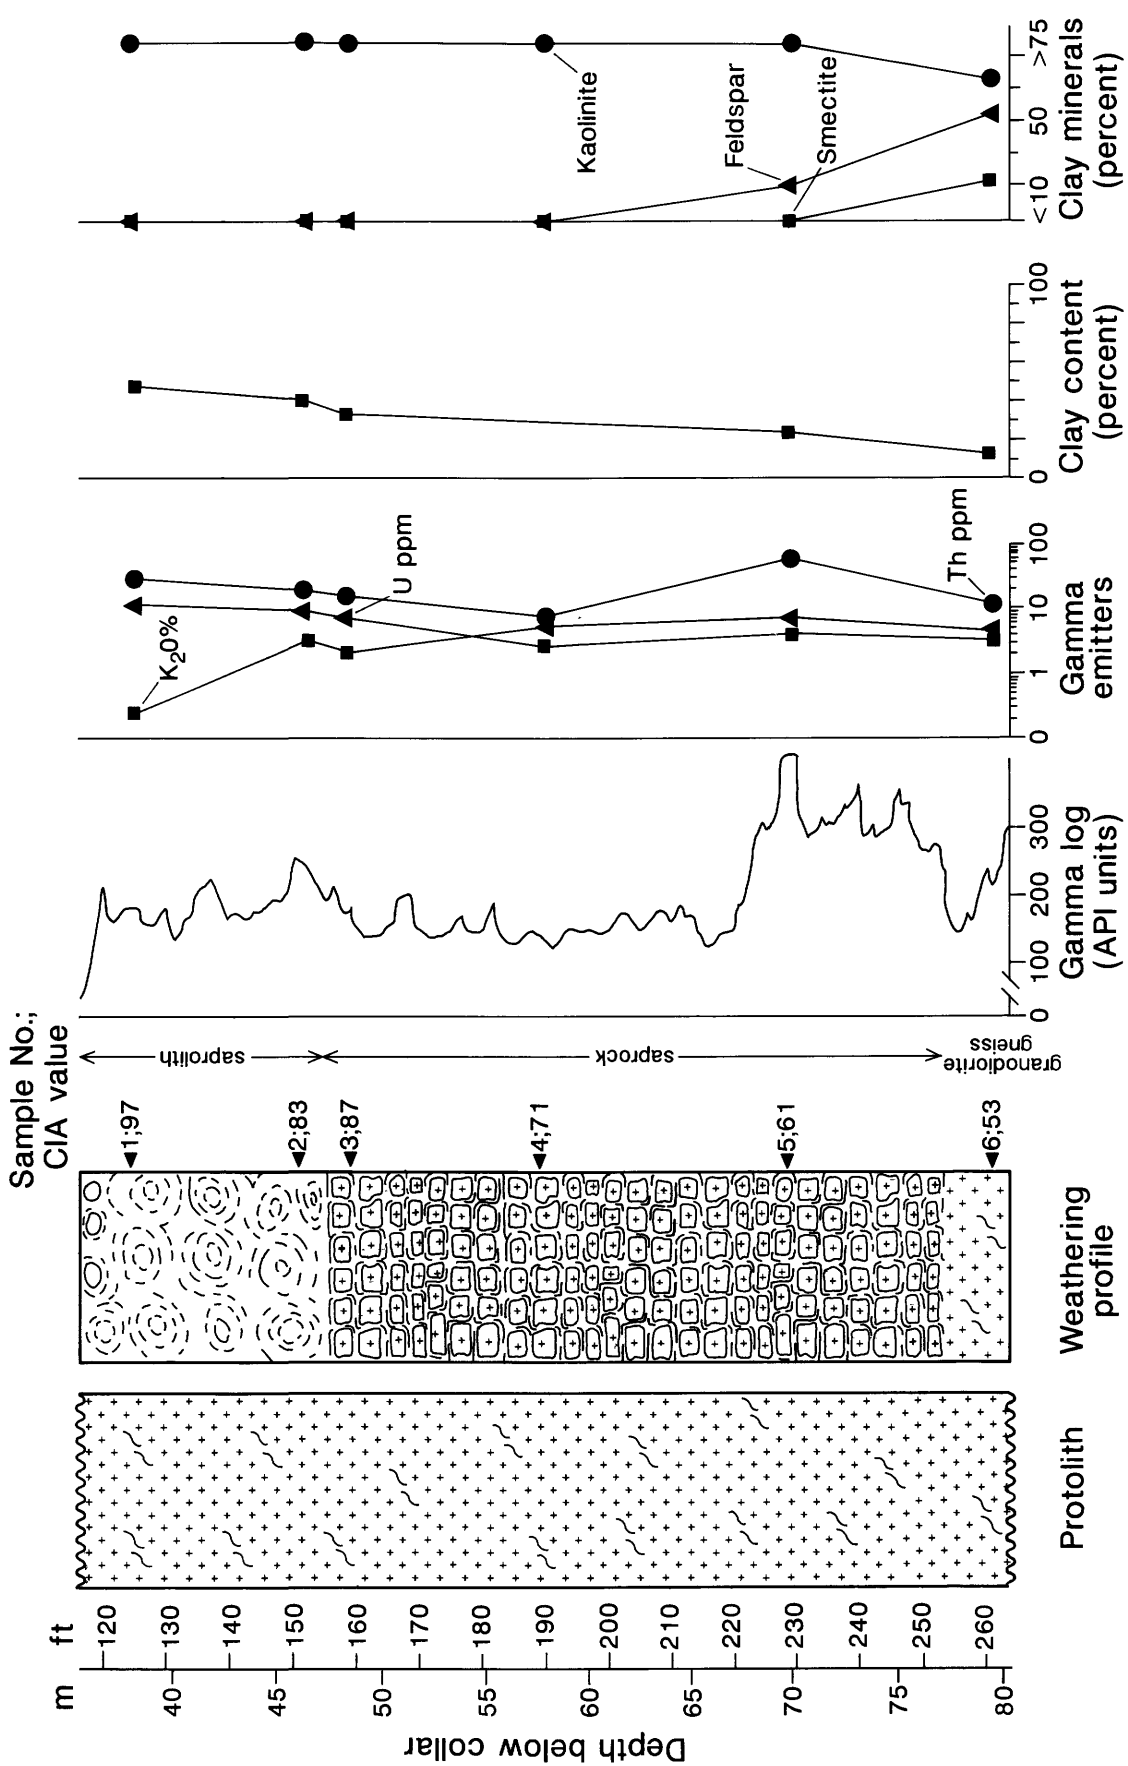 Depth below collar
m
40
45
50
55
60
65
70
75
80
ft
120
130
140
150
160
170
180
190
200
210
220
230
240
250
260
Protolith
Weathering
profile
Sample No.;
CIA value
1;97
2;83
3;87
4;71
5;61
6;53
saprolith
saprock
granodiorite
gneiss
0
100
200
300
Gamma log
(API units)
K₂0%
U ppm
Th ppm
0
1
10
100
Gamma
emitters
0
100
Clay content
(percent)
Kaolinite
Feldspar
Smectite
<10
50
>75
Clay minerals
(percent)